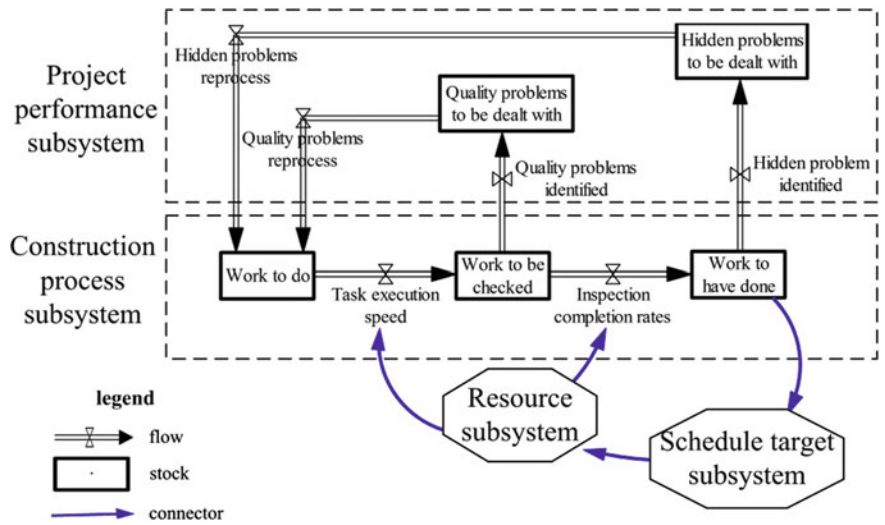 Project
performance
subsystem
Hidden problems
reprocess
Hidden problems
to be dealt with
Quality problems
to be dealt with
Quality problems
reprocess
Quality problems
identified
Hidden problem
identified
Construction
process
subsystem
Work to do
Task execution
speed
Work to be
checked
Inspection
completion rates
Work to
have done
Resource
subsystem
Schedule target
subsystem
legend
flow
stock
connector